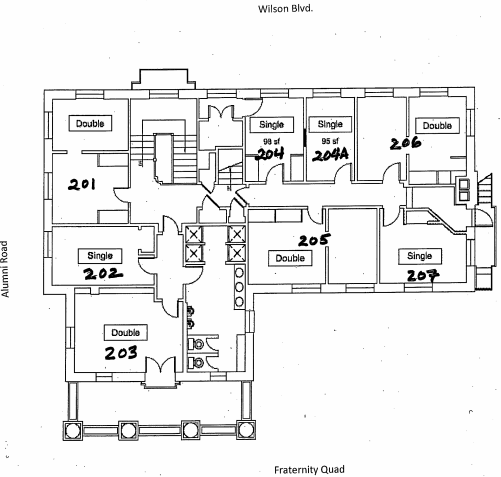 Wilson Blvd.
Double
Single
98 sf
204
Single
95 sf
204A
206
Double
201
Single
202
205
Double
Single
207
Double
203
Alumni Road
Fraternity Quad